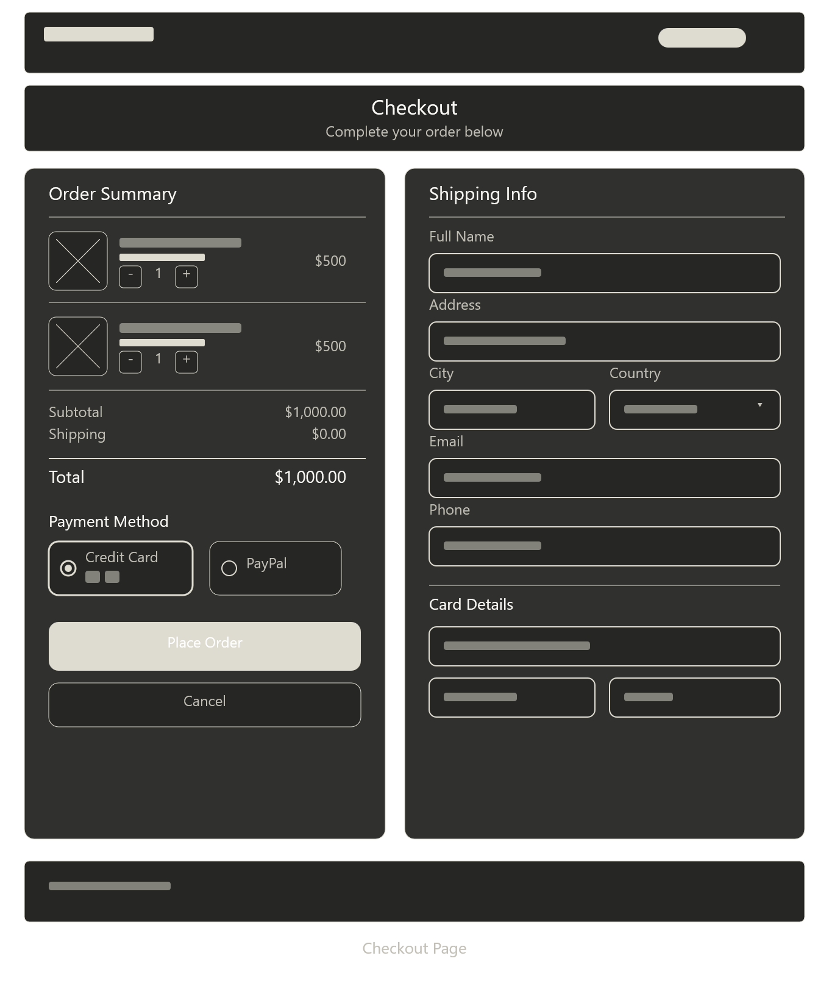 Checkout
Complete your order below
Order Summary
- 1 + $500
- 1 + $500
Subtotal $1,000.00
Shipping $0.00
Total $1,000.00
Payment Method
Credit Card
PayPal
Place Order
Cancel
Shipping Info
Full Name
Address
City Country
Email
Phone
Card Details
Checkout Page